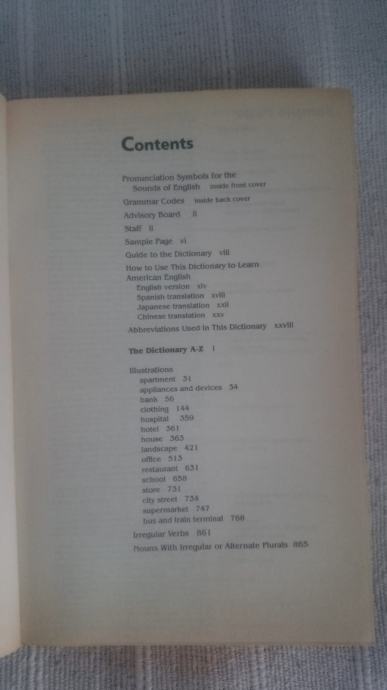 Contents
Pronunciation Symbols for the
Sounds of English inside front cover
Grammar Codes inside back cover
Advisory Board ii
Staff ii
Sample Page vi
Guide to the Dictionary viii
How to Use This Dictionary to Learn
American English
English version xiv
Spanish translation xviii
Japanese translation xxii
Chinese translation xxv
Abbreviations Used in This Dictionary xxviii
The Dictionary A-Z 1
Illustrations
apartment 31
appliances and devices 34
bank 56
clothing 144
hospital 359
hotel 361
house 363
landscape 421
office 513
restaurant 631
school 658
store 731
city street 734
supermarket 747
bus and train terminal 768
Irregular Verbs 861
Nouns With Irregular or Alternate Plurals 865